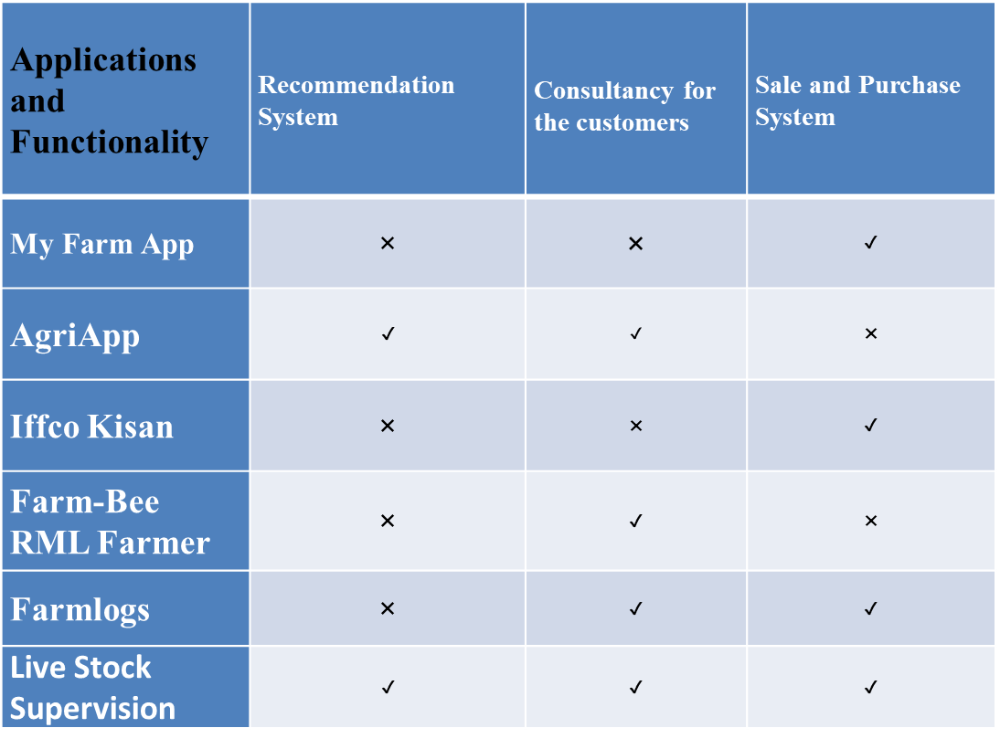 Applications
and
Functionality
Recommendation
System
Consultancy for
the customers
Sale and Purchase
System
My Farm App
× × ✓
AgriApp
✓ ✓ ×
Iffco Kisan
× × ✓
Farm-Bee
RML Farmer
× ✓ ×
Farmlogs
× ✓ ✓
Live Stock
Supervision
✓ ✓ ✓